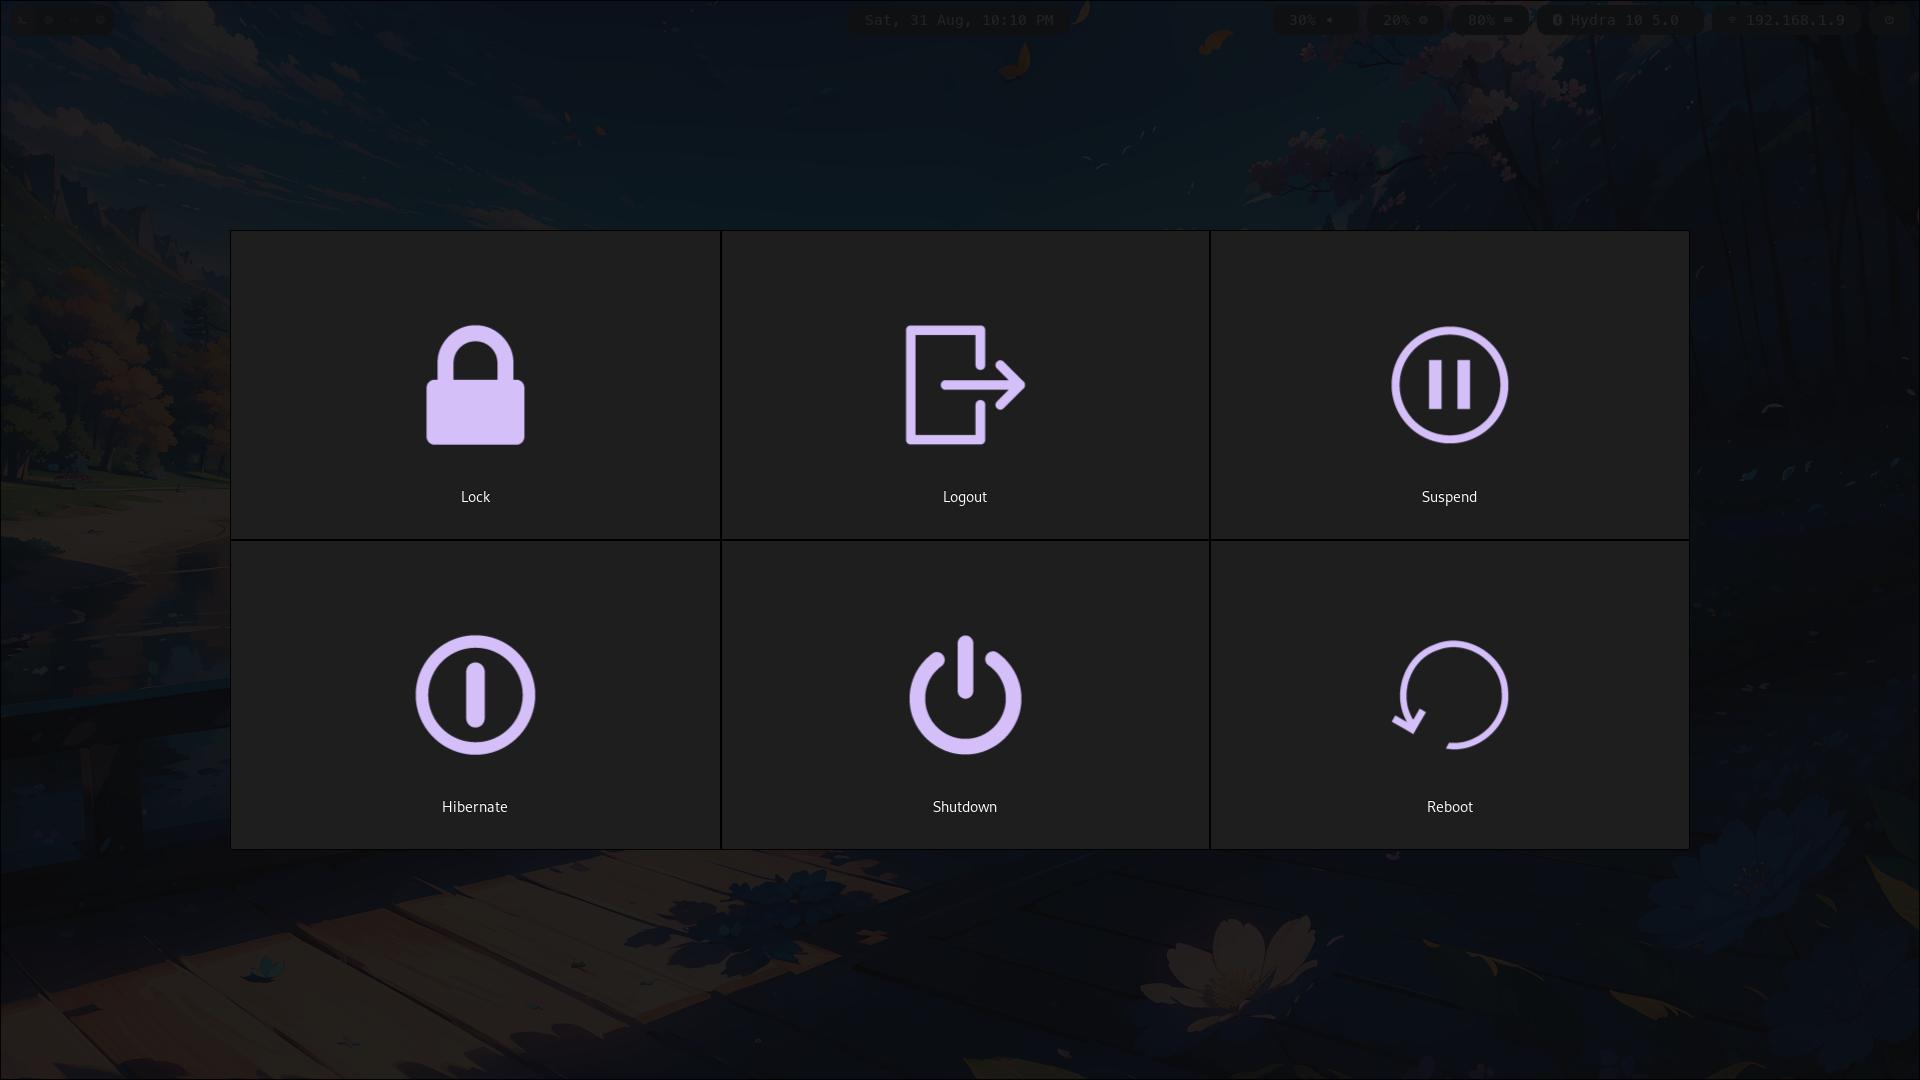 Sat, 31 Aug, 10:10 PM
30%
20%
80%
Hydra 10 5.0
192.168.1.9
Lock
Logout
Suspend
Hibernate
Shutdown
Reboot